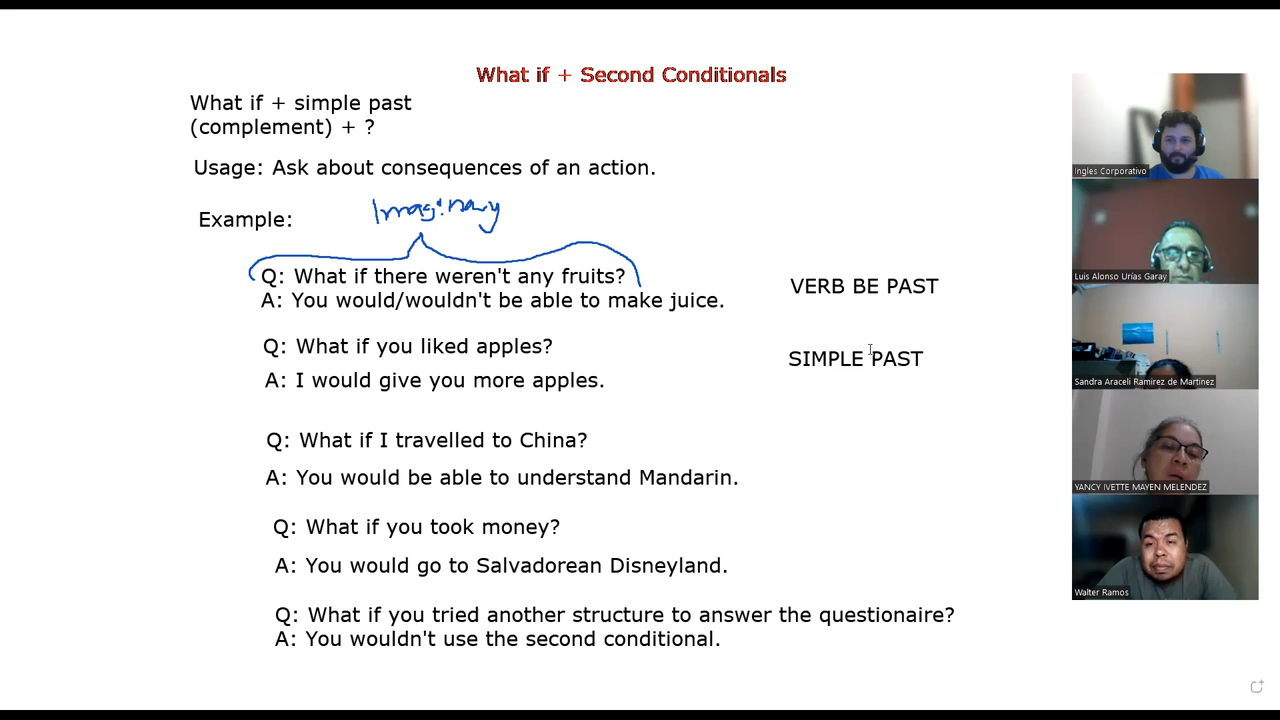 What if + Second Conditionals
What if + simple past
(complement) + ?
Usage: Ask about consequences of an action.
Example:
Imaginary
Q: What if there weren't any fruits?
A: You would/wouldn't be able to make juice.
VERB BE PAST
Q: What if you liked apples?
A: I would give you more apples.
SIMPLE PAST
Q: What if I travelled to China?
A: You would be able to understand Mandarin.
Q: What if you took money?
A: You would go to Salvadorean Disneyland.
Q: What if you tried another structure to answer the questionaire?
A: You wouldn't use the second conditional.
Ingles Corporativo
Luis Alonso Urías Garay
Sandra Araceli Ramirez de Martinez
YANCY IVETTE MAYEN MELENDEZ
Walter Ramos